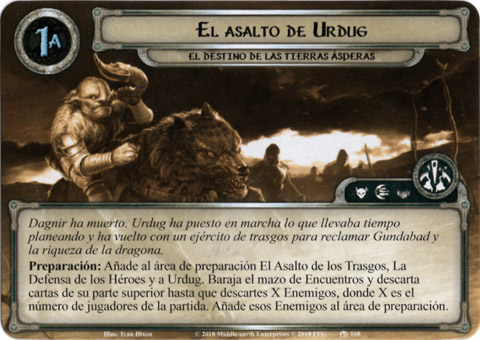 1A
El asalto de Urdug
El destino de las Tierras Ásperas
Dagnir ha muerto. Urdug ha puesto en marcha lo que llevaba tiempo
planeando y ha vuelto con un ejército de trasgos para reclamar Gundabad y
la riqueza de la dragona.
Preparación: Añade al área de preparación El Asalto de los Trasgos, La
Defensa de los Héroes y a Urdug. Baraja el mazo de Encuentros y descarta
cartas de su parte superior hasta que descartes X Enemigos, donde X es el
número de jugadores de la partida. Añade esos Enemigos al área de preparación.
Illus. Ivan Dixon © 2018 Middle-earth Enterprises © 2018 FFG 168